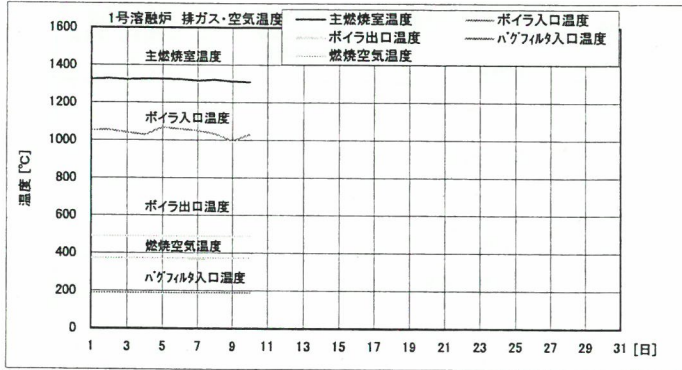 1号溶融炉 排ガス・空気温度
主燃焼室温度
ボイラ入口温度
ボイラ出口温度
バグフィルタ入口温度
燃焼空気温度
1600
1400
1200
1000
800
600
400
200
0
温度 [℃]
主燃焼室温度
ボイラ入口温度
ボイラ出口温度
燃焼空気温度
バグフィルタ入口温度
1 3 5 7 9 11 13 15 17 19 21 23 25 27 29 31 [日]